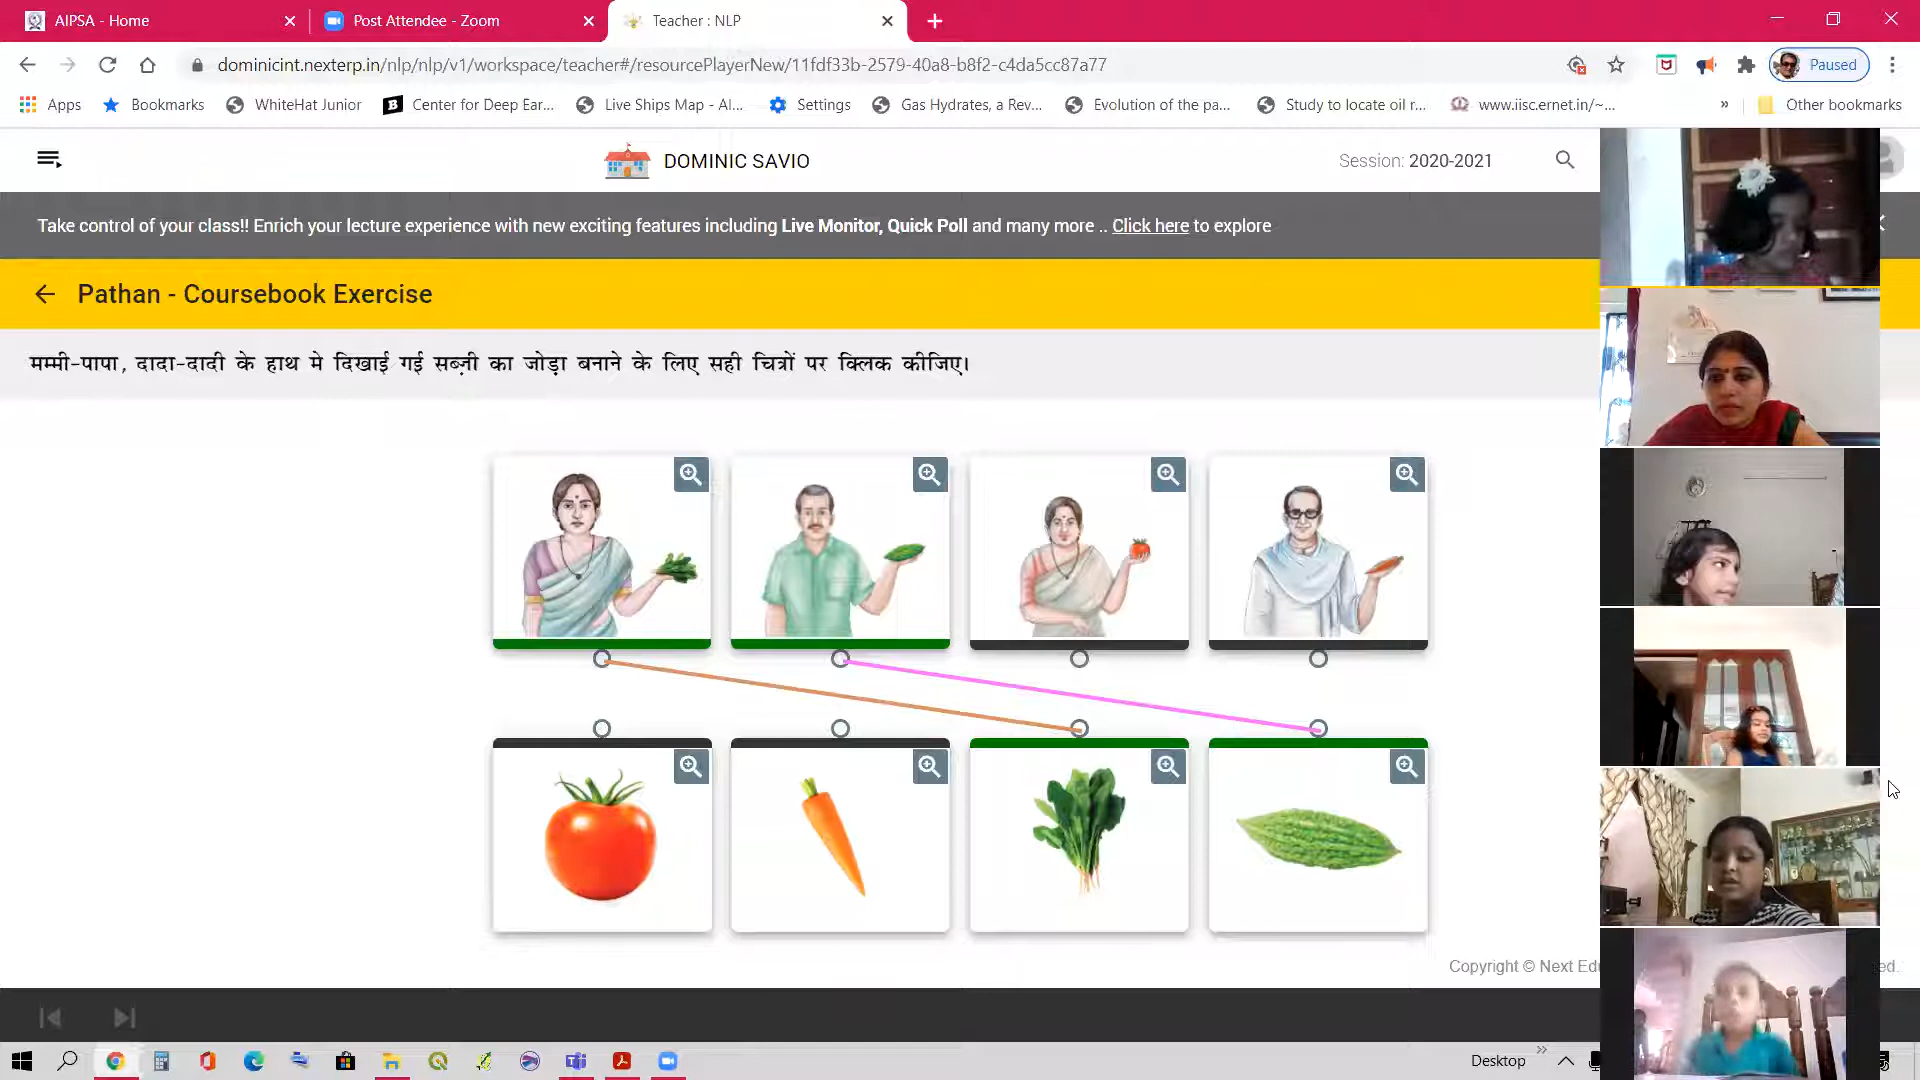 AIPSA - Home
Post Attendee - Zoom
Teacher : NLP
dominicint.nexterp.in/nlp/nlp/v1/workspace/teacher#/resourcePlayerNew/11fdf33b-2579-40a8-b8f2-c4da5cc87a77
Paused
Apps
Bookmarks
WhiteHat Junior
Center for Deep Ear...
Live Ships Map - Al...
Settings
Gas Hydrates, a Rev...
Evolution of the pa...
Study to locate oil r...
www.iisc.ernet.in/~...
»
Other bookmarks
DOMINIC SAVIO
Session: 2020-2021
Take control of your class!! Enrich your lecture experience with new exciting features including Live Monitor, Quick Poll and many more .. Click here to explore
Pathan - Coursebook Exercise
मम्मी-पापा, दादा-दादी के हाथ मे दिखाई गई सब्ज़ी का जोड़ा बनाने के लिए सही चित्रों पर क्लिक कीजिए।
Copyright © Next Edu
ed.
Desktop